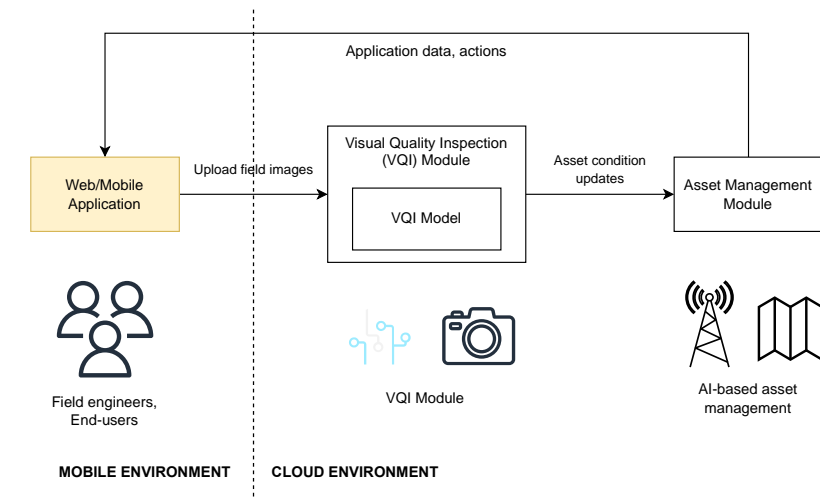 Application data, actions
Visual Quality Inspection
(VQI) Module
VQI Model
Upload field images
Asset condition
updates
Web/Mobile
Application
Asset Management
Module
Field engineers,
End-users
VQI Module
AI-based asset
management
MOBILE ENVIRONMENT
CLOUD ENVIRONMENT